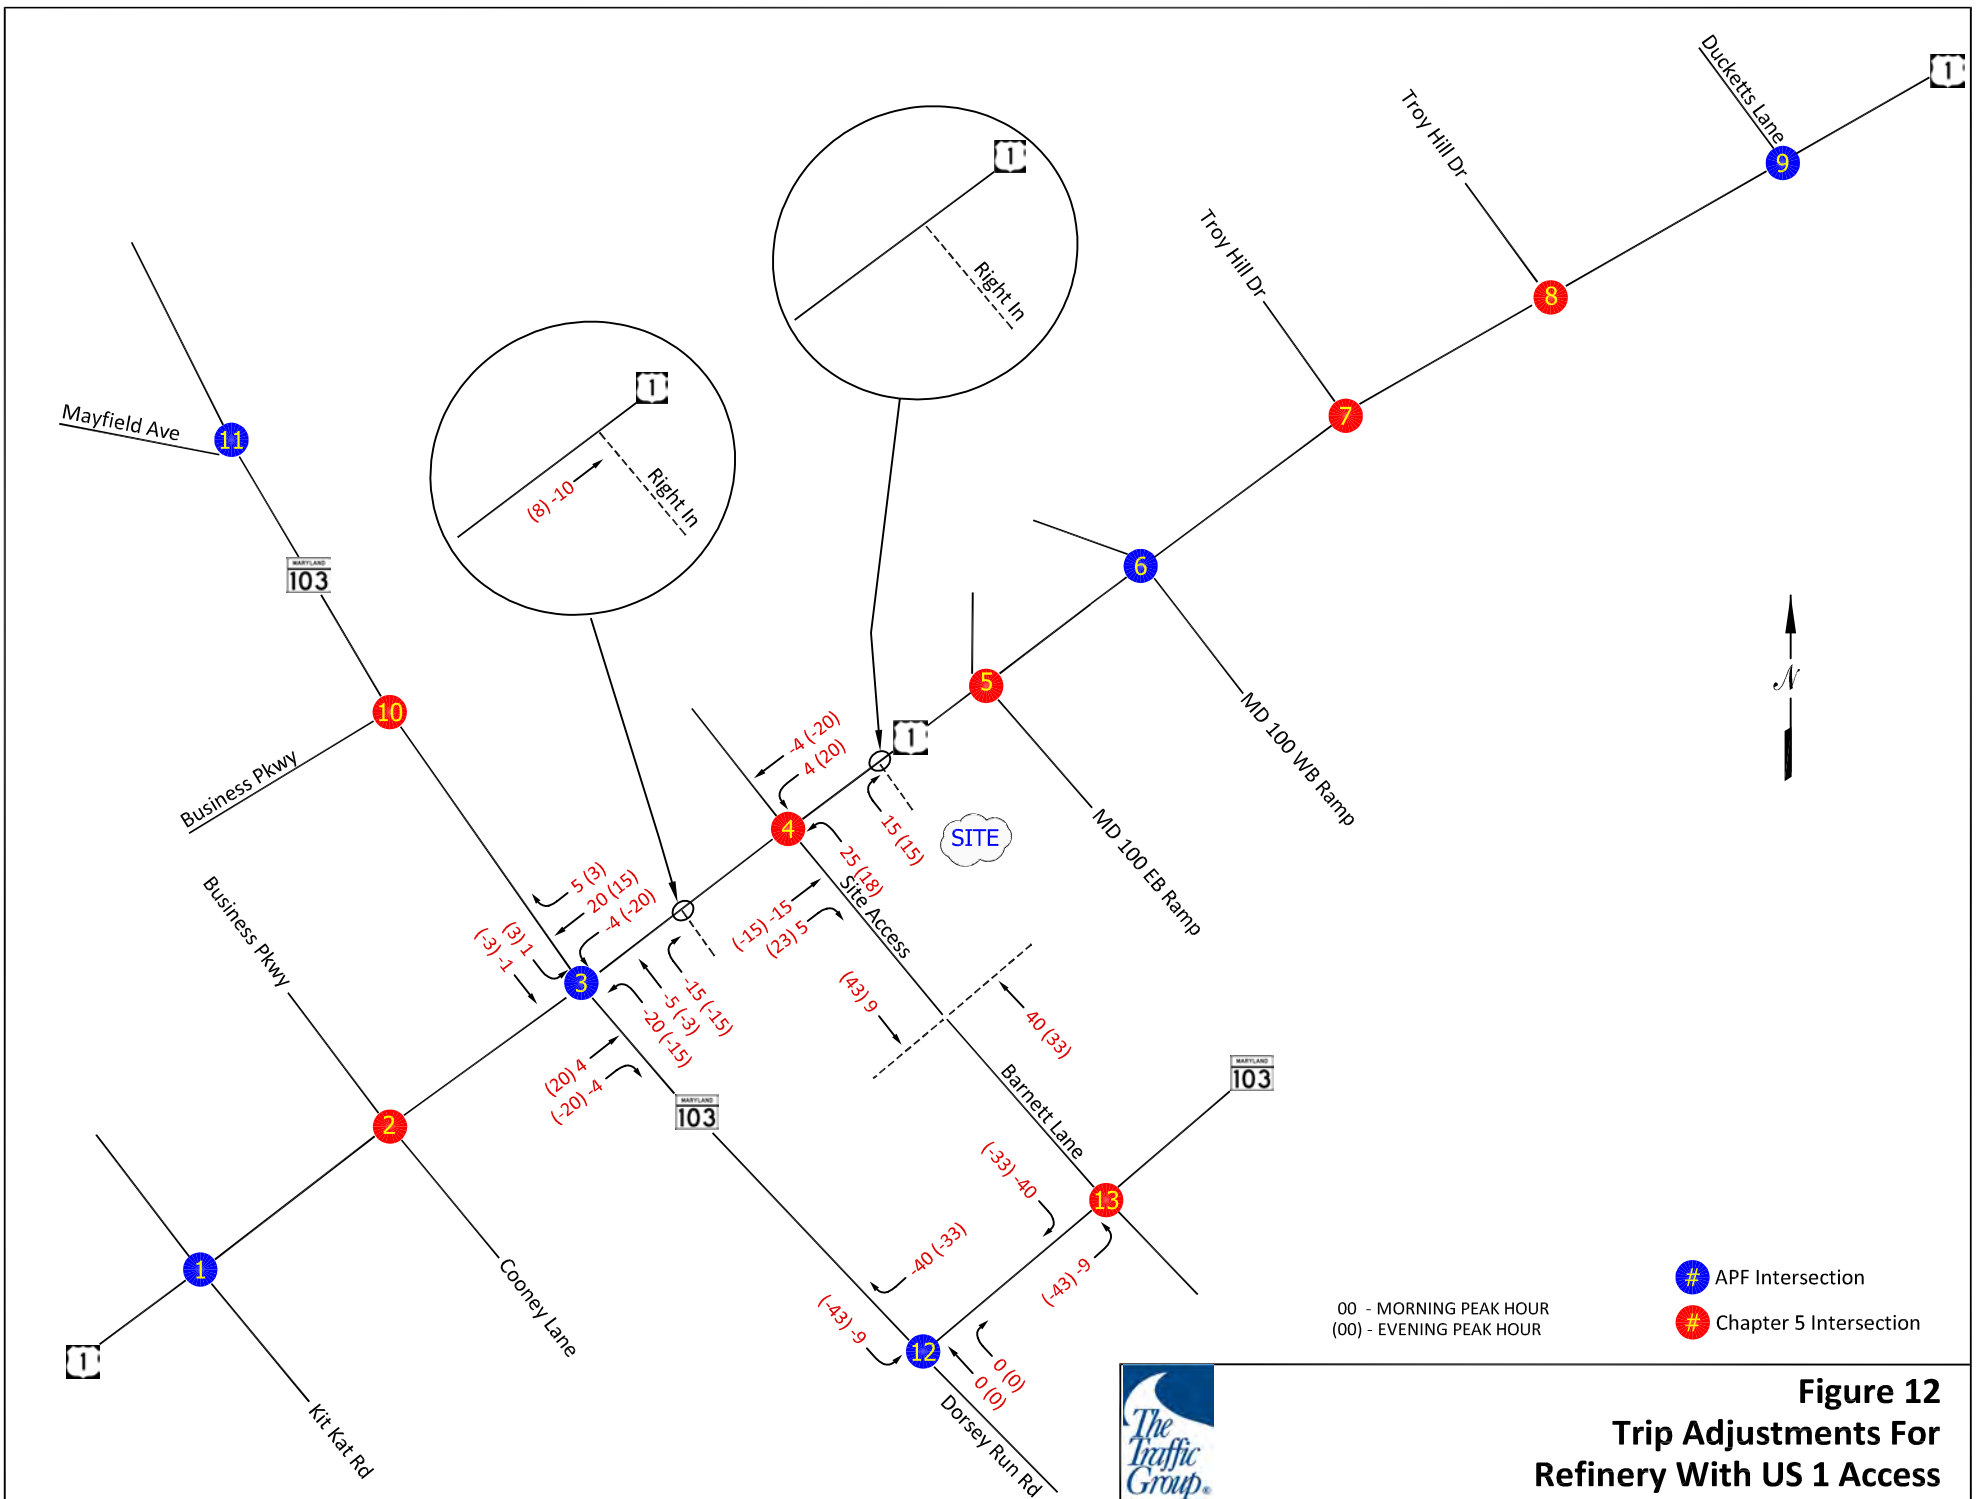 Ducketts Lane
1
Troy Hill Dr
9
1
Troy Hill Dr
Right In
8
1
7
Mayfield Ave
11
Right In
(8) -10
MARYLAND
103
6
5
10
MD 100 WB Ramp
N
-4 (-20)
4 (20)
1
Business Pkwy
4
15 (15)
SITE
MD 100 EB Ramp
25 (18)
Site Access
5 (3)
20 (15)
-4 (-20)
(-15) -15
(23) 5
Business Pkwy
(3) 1
(-3) -1
3
-15 (-15)
-5 (-3)
-20 (-15)
(43) 9
40 (33)
(20) 4
(-20) -4
MARYLAND
103
Barnett Lane
MARYLAND
103
2
(-33) -40
13
1
Cooney Lane
-40 (-33)
(-43) -9
(-43) -9
12
0 (0)
0 (0)
1
Kit Kat Rd
Dorsey Run Rd
# APF Intersection
00 - MORNING PEAK HOUR
(00) - EVENING PEAK HOUR
# Chapter 5 Intersection
The
Traffic
Group®
Figure 12
Trip Adjustments For
Refinery With US 1 Access